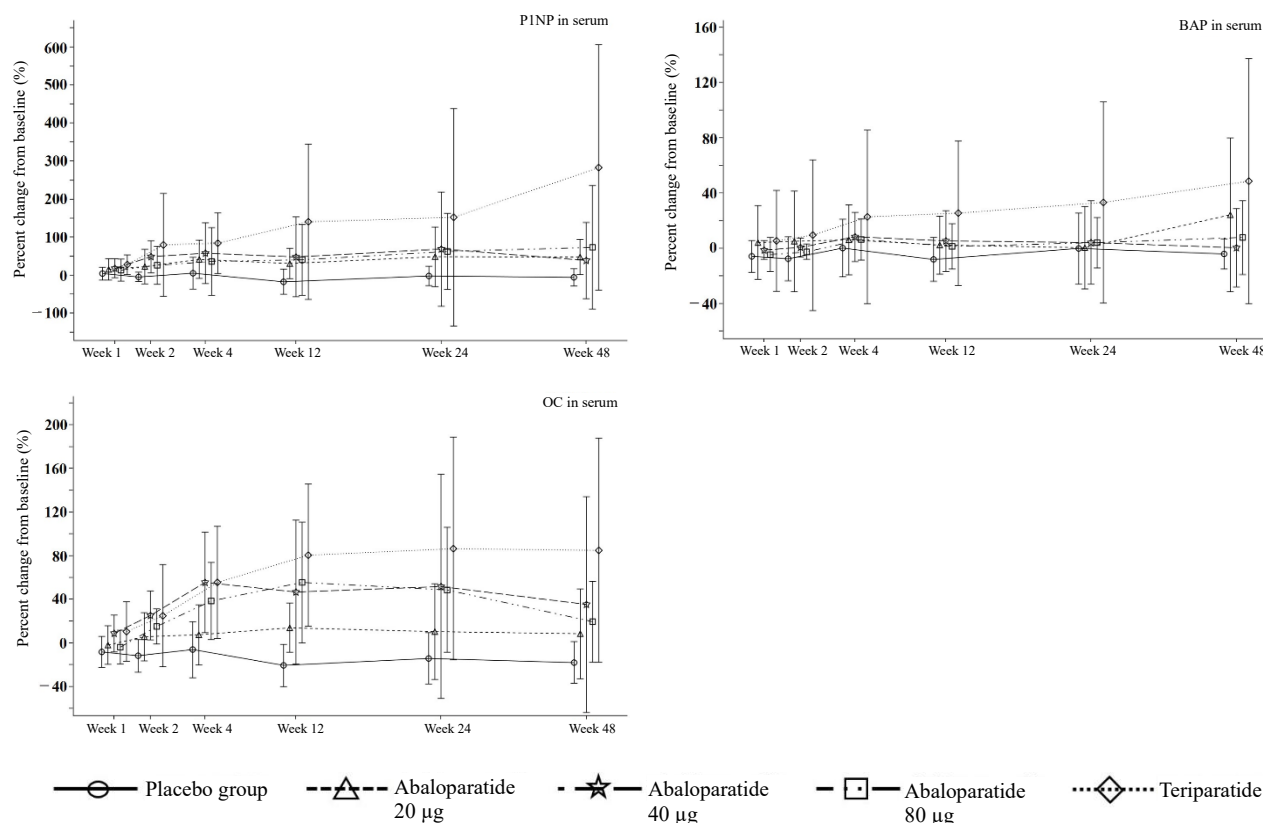 P1NP in serum
Percent change from baseline (%)
600
500
400
300
200
100
0
−100
Week 1 Week 2 Week 4 Week 12 Week 24 Week 48
BAP in serum
Percent change from baseline (%)
160
120
80
40
0
−40
Week 1 Week 2 Week 4 Week 12 Week 24 Week 48
OC in serum
Percent change from baseline (%)
200
160
120
80
40
0
−40
Week 1 Week 2 Week 4 Week 12 Week 24 Week 48
Placebo group
Abaloparatide
20 µg
Abaloparatide
40 µg
Abaloparatide
80 µg
Teriparatide